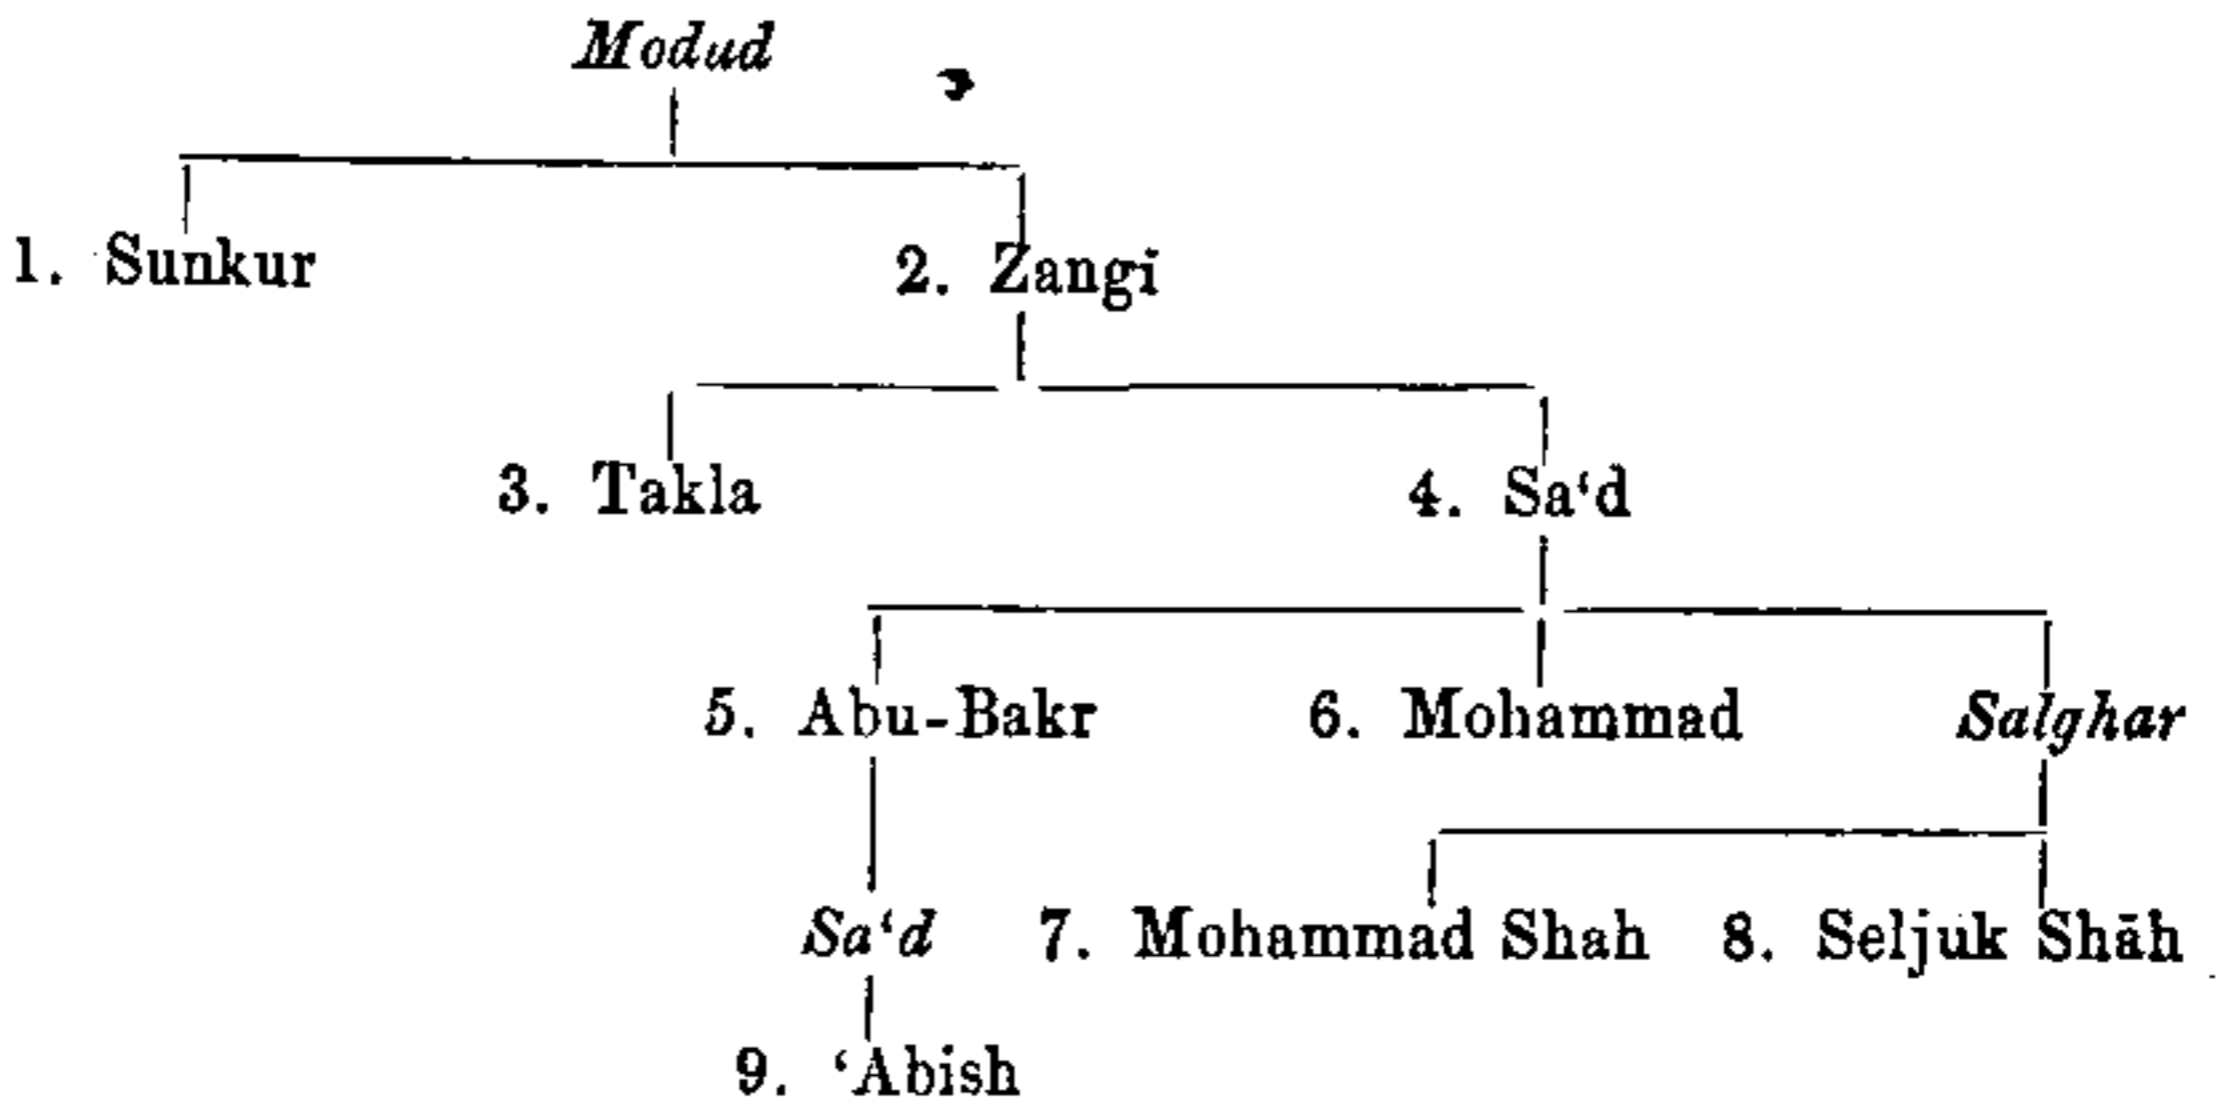 Modud
1. Sunkur 2. Zangi
3. Takla 4. Sa‘d
5. Abu-Bakr 6. Mohammad Salghar
Sa‘d 7. Mohammad Shah 8. Seljuk Shāh
9. ‘Abish